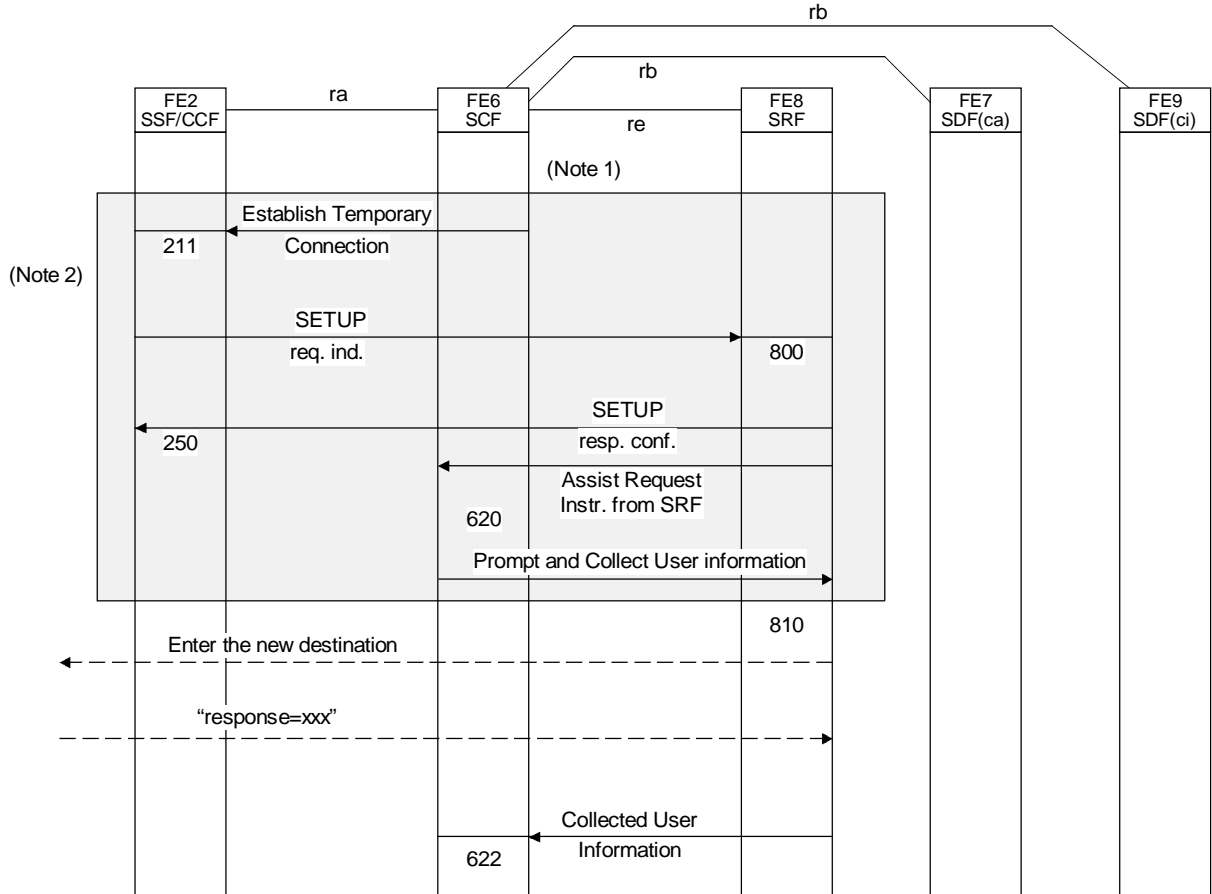 rb
rb
ra
re
FE2
SSF/CCF
FE6
SCF
FE8
SRF
FE7
SDF(ca)
FE9
SDF(ci)
(Note 1)
Establish Temporary
Connection
211
(Note 2)
SETUP
req. ind.
800
SETUP
resp. conf.
250
Assist Request
Instr. from SRF
620
Prompt and Collect User information
810
Enter the new destination
“response=xxx”
Collected User
Information
622